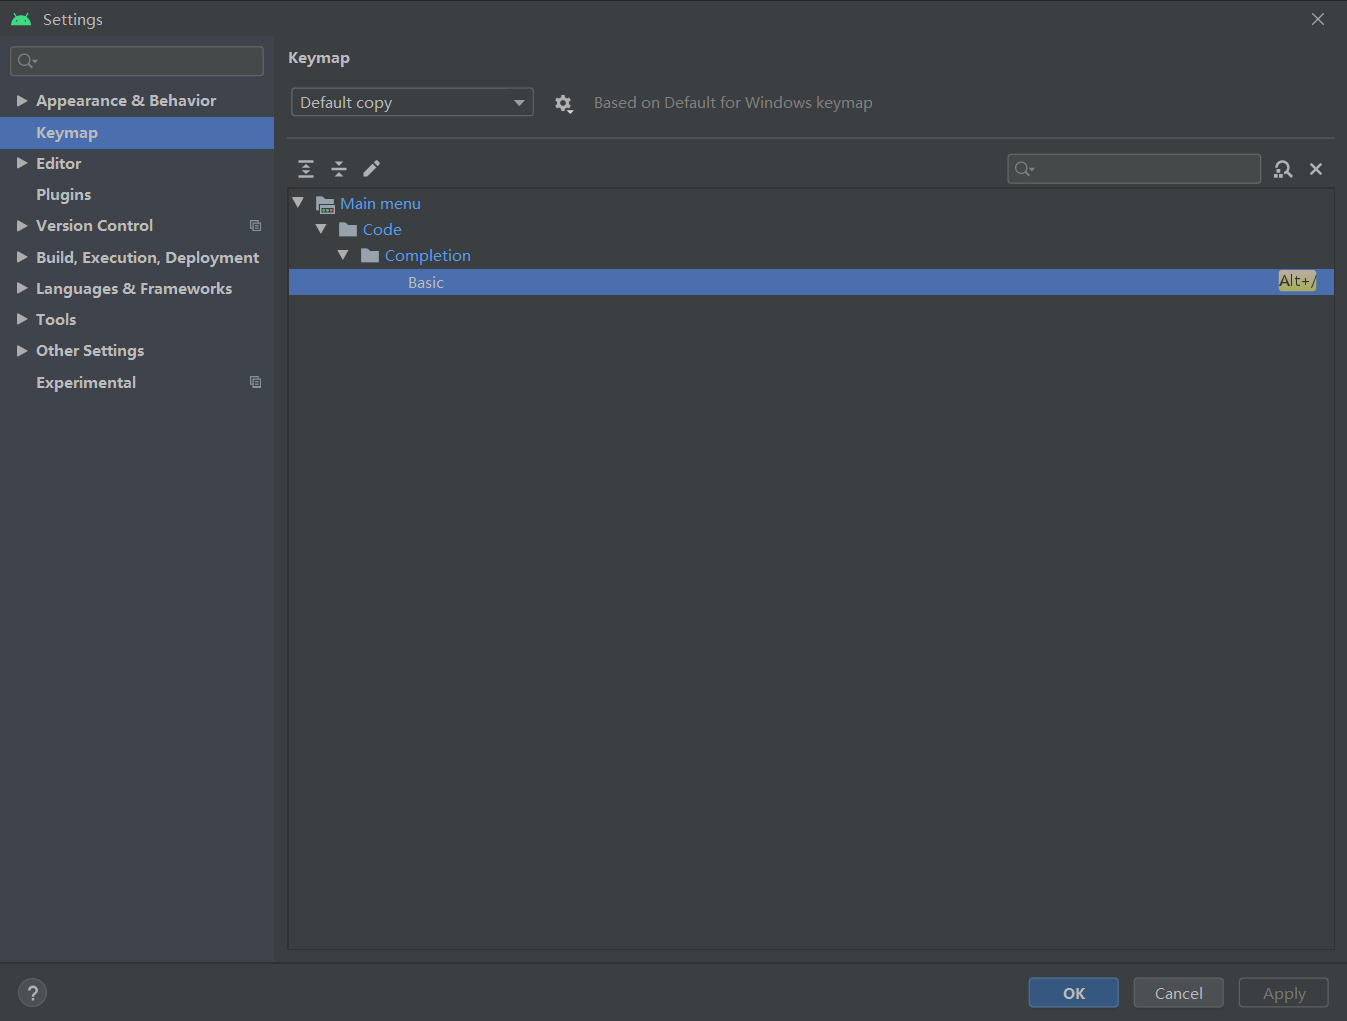 Settings
Keymap
Default copy
Based on Default for Windows keymap
Appearance & Behavior
Keymap
Editor
Plugins
Version Control
Build, Execution, Deployment
Languages & Frameworks
Tools
Other Settings
Experimental
Main menu
Code
Completion
Basic Alt+/
?
OK
Cancel
Apply